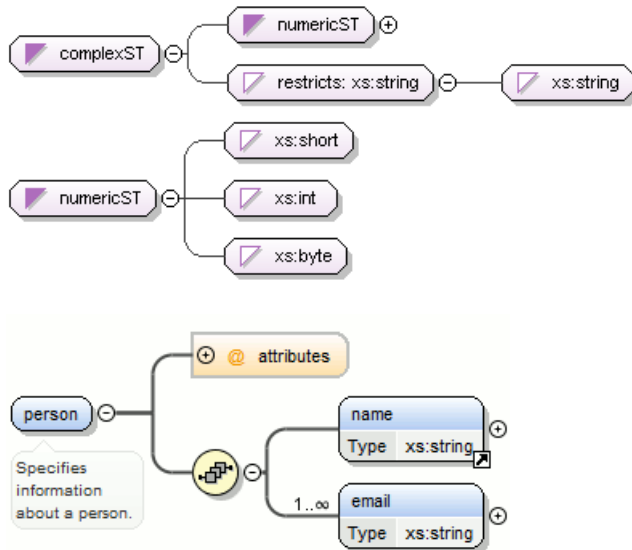 numericST
complexST
restricts: xs:string
xs:string
xs:short
numericST
xs:int
xs:byte
@ attributes
person
name
Type xs:string
Specifies
information
about a person.
1..∞
email
Type xs:string